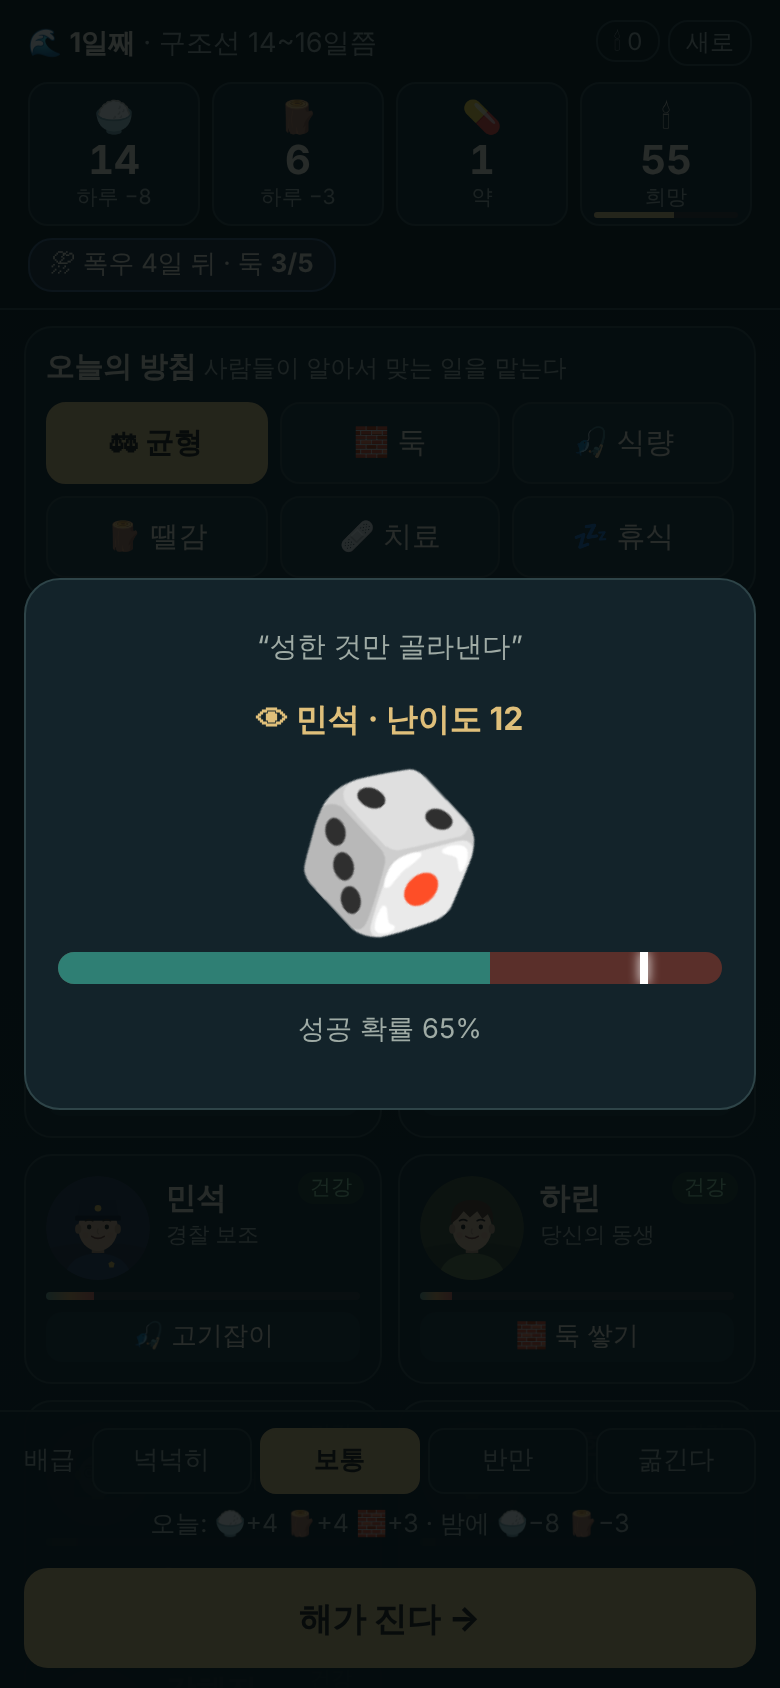 🌊 1일째 · 구조선 14~16일쯤
🕯 0
새로
🍚
14
하루 −8
🪵
6
하루 −3
💊
1
약
🕯
55
희망
⛈ 폭우 4일 뒤 · 둑 3/5
오늘의 방침 사람들이 알아서 맞는 일을 맡는다
⚖ 균형
🧱 둑
🎣 식량
🪵 땔감
🩹 치료
💤 휴식
“성한 것만 골라낸다”
👁 민석 · 난이도 12
성공 확률 65%
민석
건강
경찰 보조
🎣 고기잡이
하린
건강
당신의 동생
🧱 둑 쌓기
배급
넉넉히
보통
반만
굶긴다
오늘: 🍚+4 🪵+4 🧱+3 · 밤에 🍚−8 🪵−3
해가 진다 →